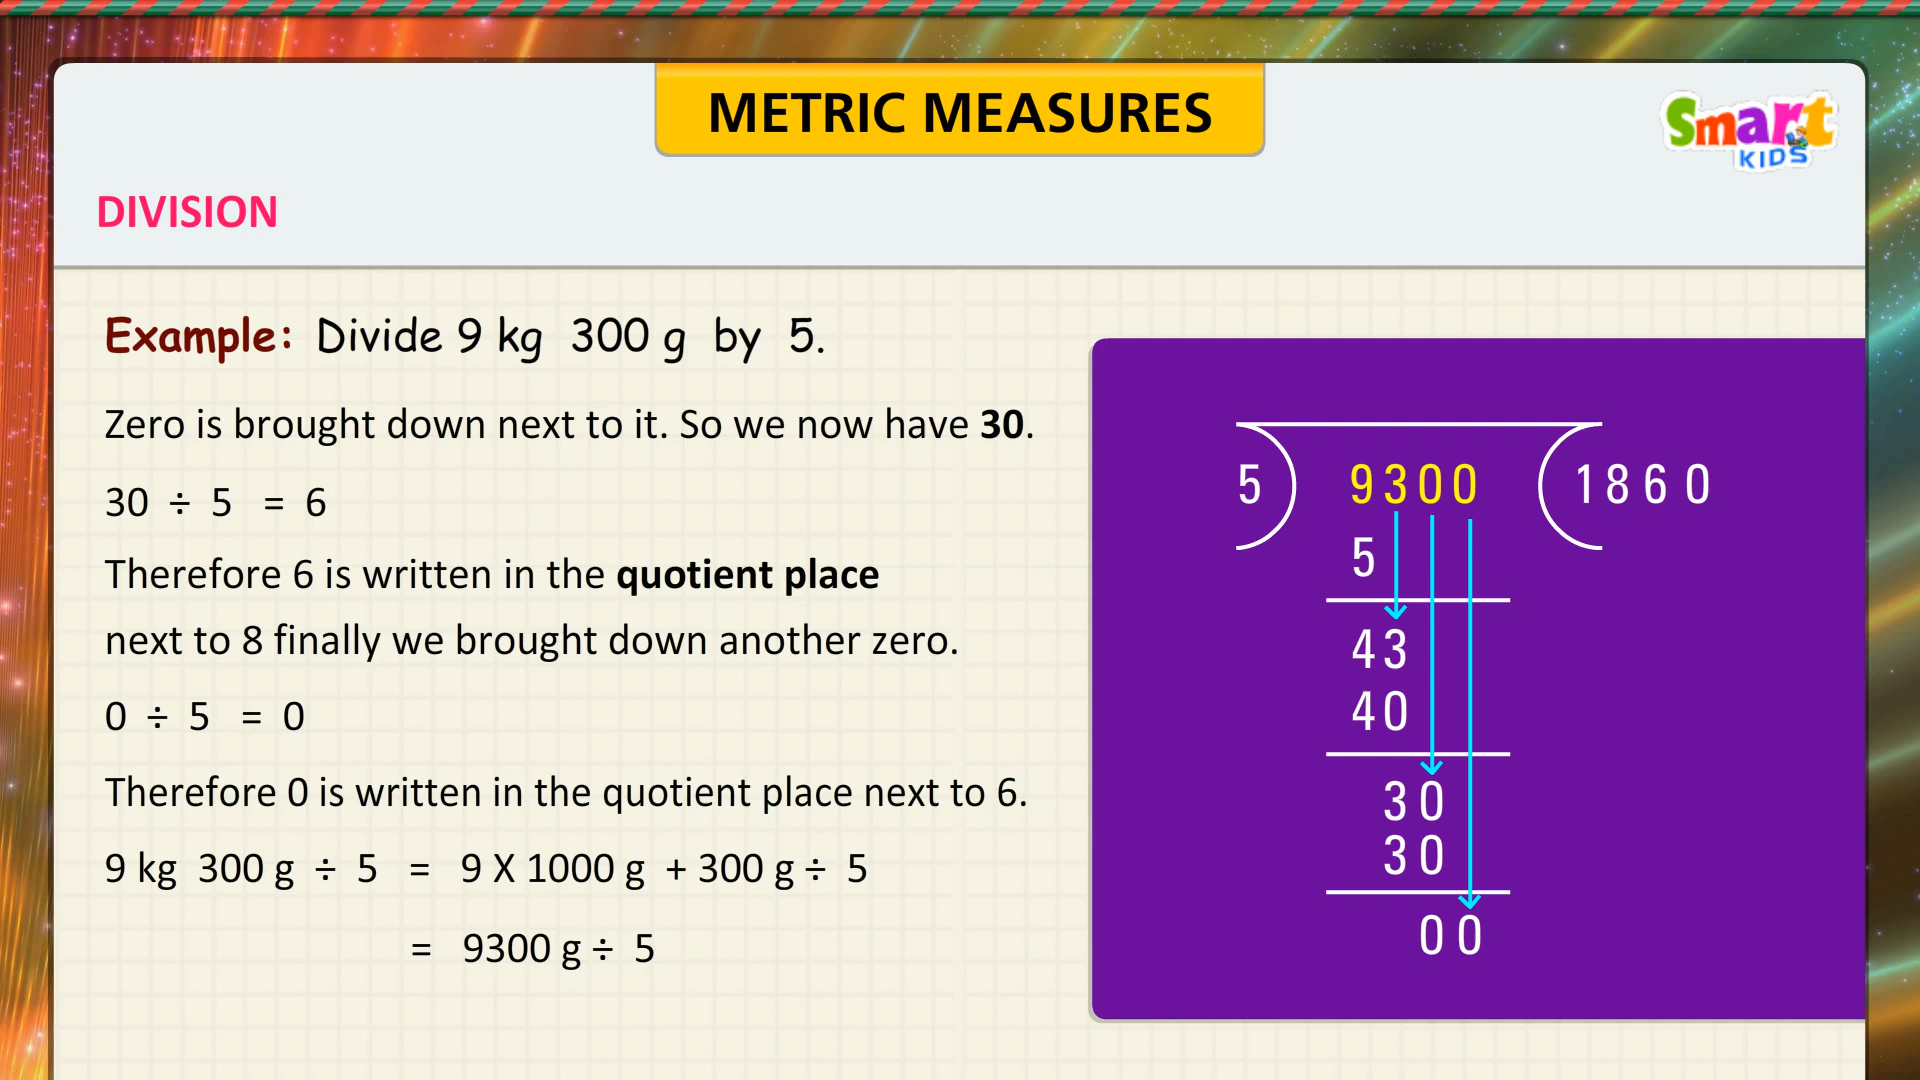 METRIC MEASURES
Smart
KIDS
DIVISION
Example: Divide 9 kg 300 g by 5.
Zero is brought down next to it. So we now have 30.
30 ÷ 5 = 6
Therefore 6 is written in the quotient place
next to 8 finally we brought down another zero.
0 ÷ 5 = 0
Therefore 0 is written in the quotient place next to 6.
9 kg 300 g ÷ 5 = 9 X 1000 g + 300 g ÷ 5
= 9300 g ÷ 5
5 9300 1860
5
43
40
30
30
00